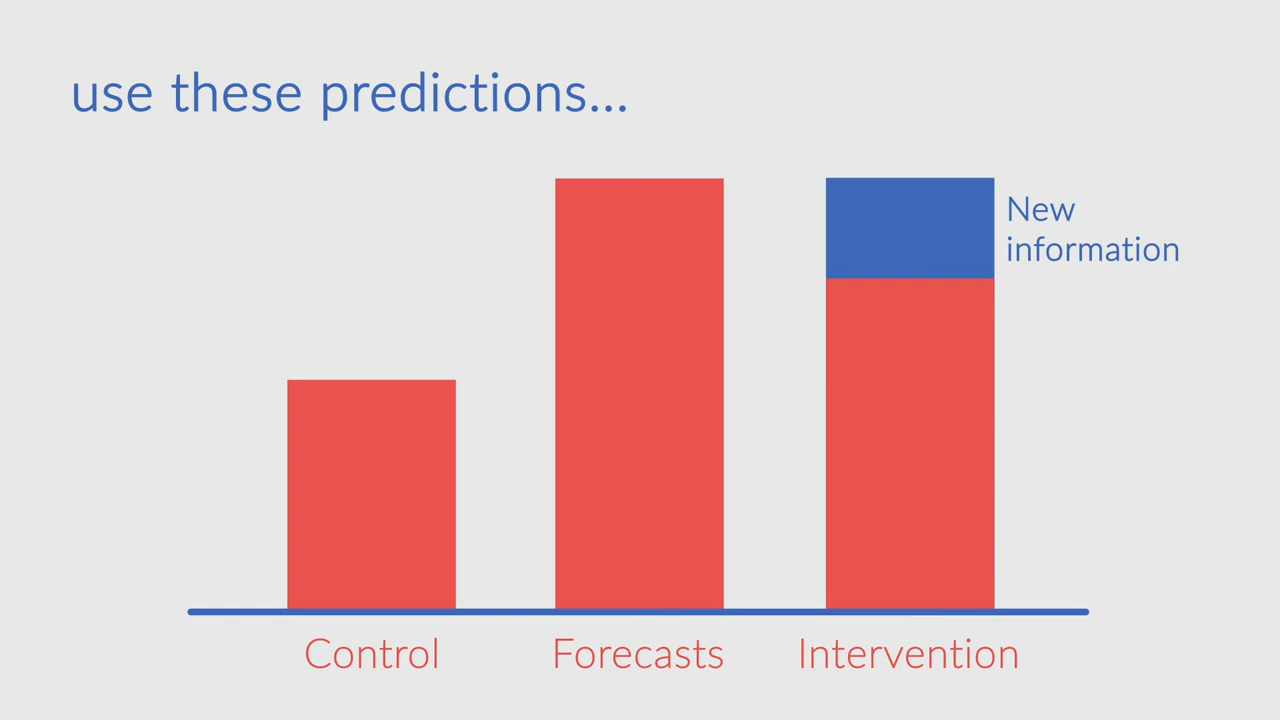 use these predictions...
New
information
Control Forecasts Intervention